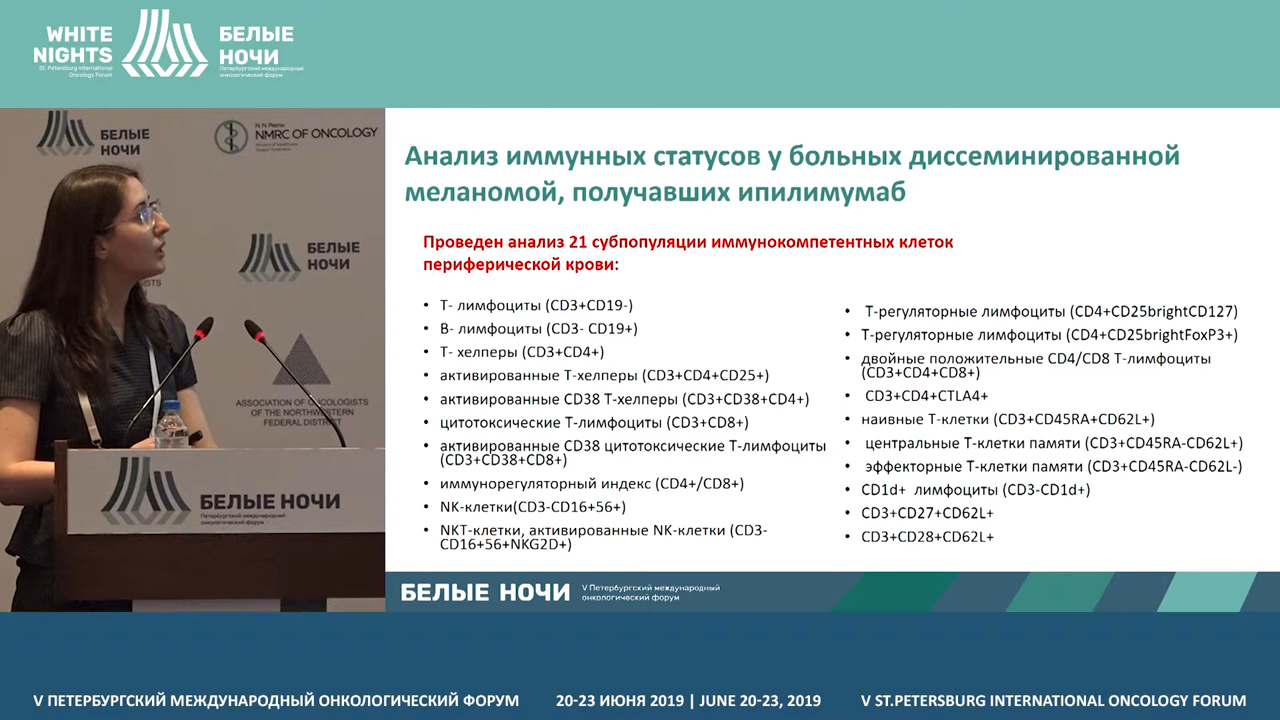 WHITE
NIGHTS
St. Petersburg International
Oncology Forum
БЕЛЫЕ
НОЧИ
Петербургский международный
онкологический форум
БЕЛЫЕ
НОЧИ
N.N. Petrov
NMRC OF ONCOLOGY
БЕЛЫЕ
НОЧИ
ASSOCIATION OF ONCOLOGISTS
OF THE NORTHWESTERN
FEDERAL DISTRICT
БЕЛЫЕ НОЧИ
Петербургский международный
онкологический форум
Анализ иммунных статусов у больных диссеминированной
меланомой, получавших ипилимумаб
Проведен анализ 21 субпопуляции иммунокомпетентных клеток
периферической крови:
• Т- лимфоциты (CD3+CD19-)
• В- лимфоциты (CD3- CD19+)
• Т- хелперы (CD3+CD4+)
• активированные Т-хелперы (CD3+CD4+CD25+)
• активированные CD38 Т-хелперы (CD3+CD38+CD4+)
• цитотоксические Т-лимфоциты (CD3+CD8+)
• активированные CD38 цитотоксические Т-лимфоциты
(CD3+CD38+CD8+)
• иммунорегуляторный индекс (CD4+/CD8+)
• NK-клетки(CD3-CD16+56+)
• NKT-клетки, активированные NK-клетки (CD3-
CD16+56+NKG2D+)
• Т-регуляторные лимфоциты (CD4+CD25brightCD127)
• Т-регуляторные лимфоциты (CD4+CD25brightFoxP3+)
• двойные положительные CD4/CD8 Т-лимфоциты
(CD3+CD4+CD8+)
• CD3+CD4+CTLA4+
• наивные Т-клетки (CD3+CD45RA+CD62L+)
• центральные Т-клетки памяти (CD3+CD45RA-CD62L+)
• эффекторные Т-клетки памяти (CD3+CD45RA-CD62L-)
• CD1d+ лимфоциты (CD3-CD1d+)
• CD3+CD27+CD62L+
• CD3+CD28+CD62L+
БЕЛЫЕ НОЧИ
V Петербургский международный
онкологический форум
V ПЕТЕРБУРГСКИЙ МЕЖДУНАРОДНЫЙ ОНКОЛОГИЧЕСКИЙ ФОРУМ
20-23 ИЮНЯ 2019 | JUNE 20-23, 2019
V ST.PETERSBURG INTERNATIONAL ONCOLOGY FORUM